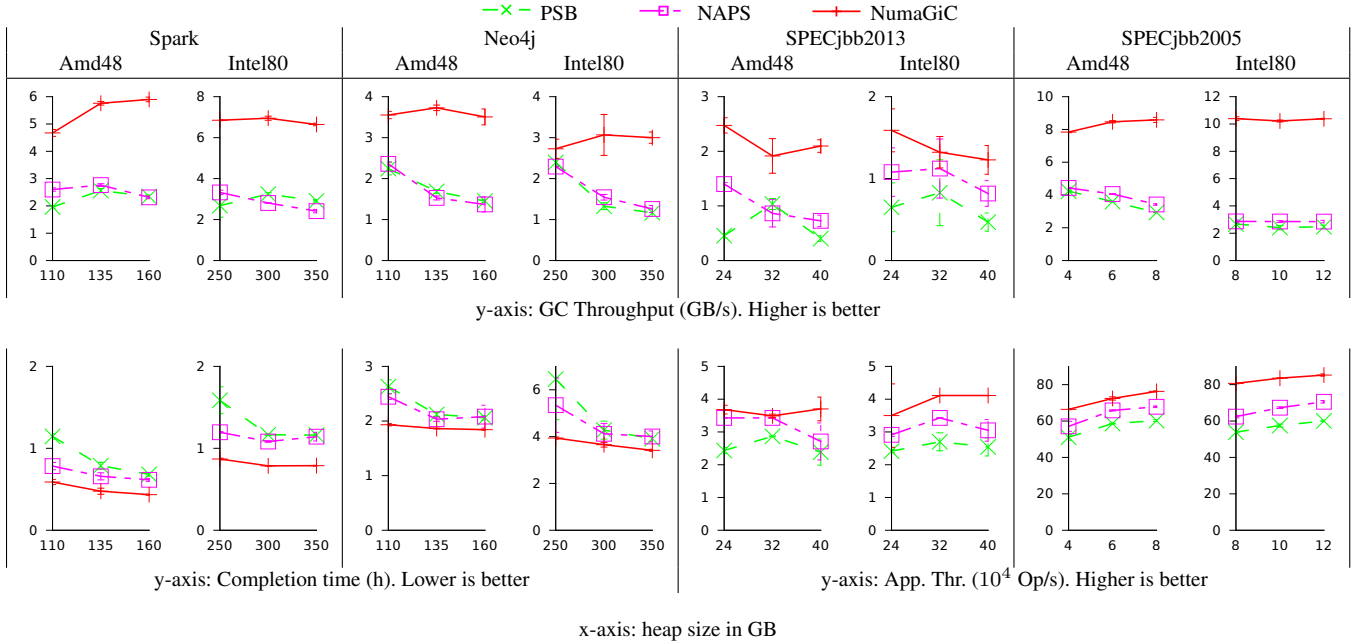 PSB NAPS NumaGiC
Spark Neo4j SPECjbb2013 SPECjbb2005
Amd48 Intel80 Amd48 Intel80 Amd48 Intel80 Amd48 Intel80
6 8 4 4 3 2 10 12
5 8 10
4 6 3 3 2 6 8
3 4 2 2 1 6
2 1 4 4
1 2 1 1 2 2
0 0 0 0 0 0 0 0
110 135 160 250 300 350 110 135 160 250 300 350 24 32 40 24 32 40 4 6 8 8 10 12
y-axis: GC Throughput (GB/s). Higher is better
2 2 3 5 5
6 4 4 80 80
2 3 3 60 60
1 1 4 2 2 40 40
1 2 1 1 20 20
0 0 0 0 0 0 0 0
110 135 160 250 300 350 110 135 160 250 300 350 24 32 40 24 32 40 4 6 8 8 10 12
y-axis: Completion time (h). Lower is better y-axis: App. Thr. (10⁴ Op/s). Higher is better
x-axis: heap size in GB